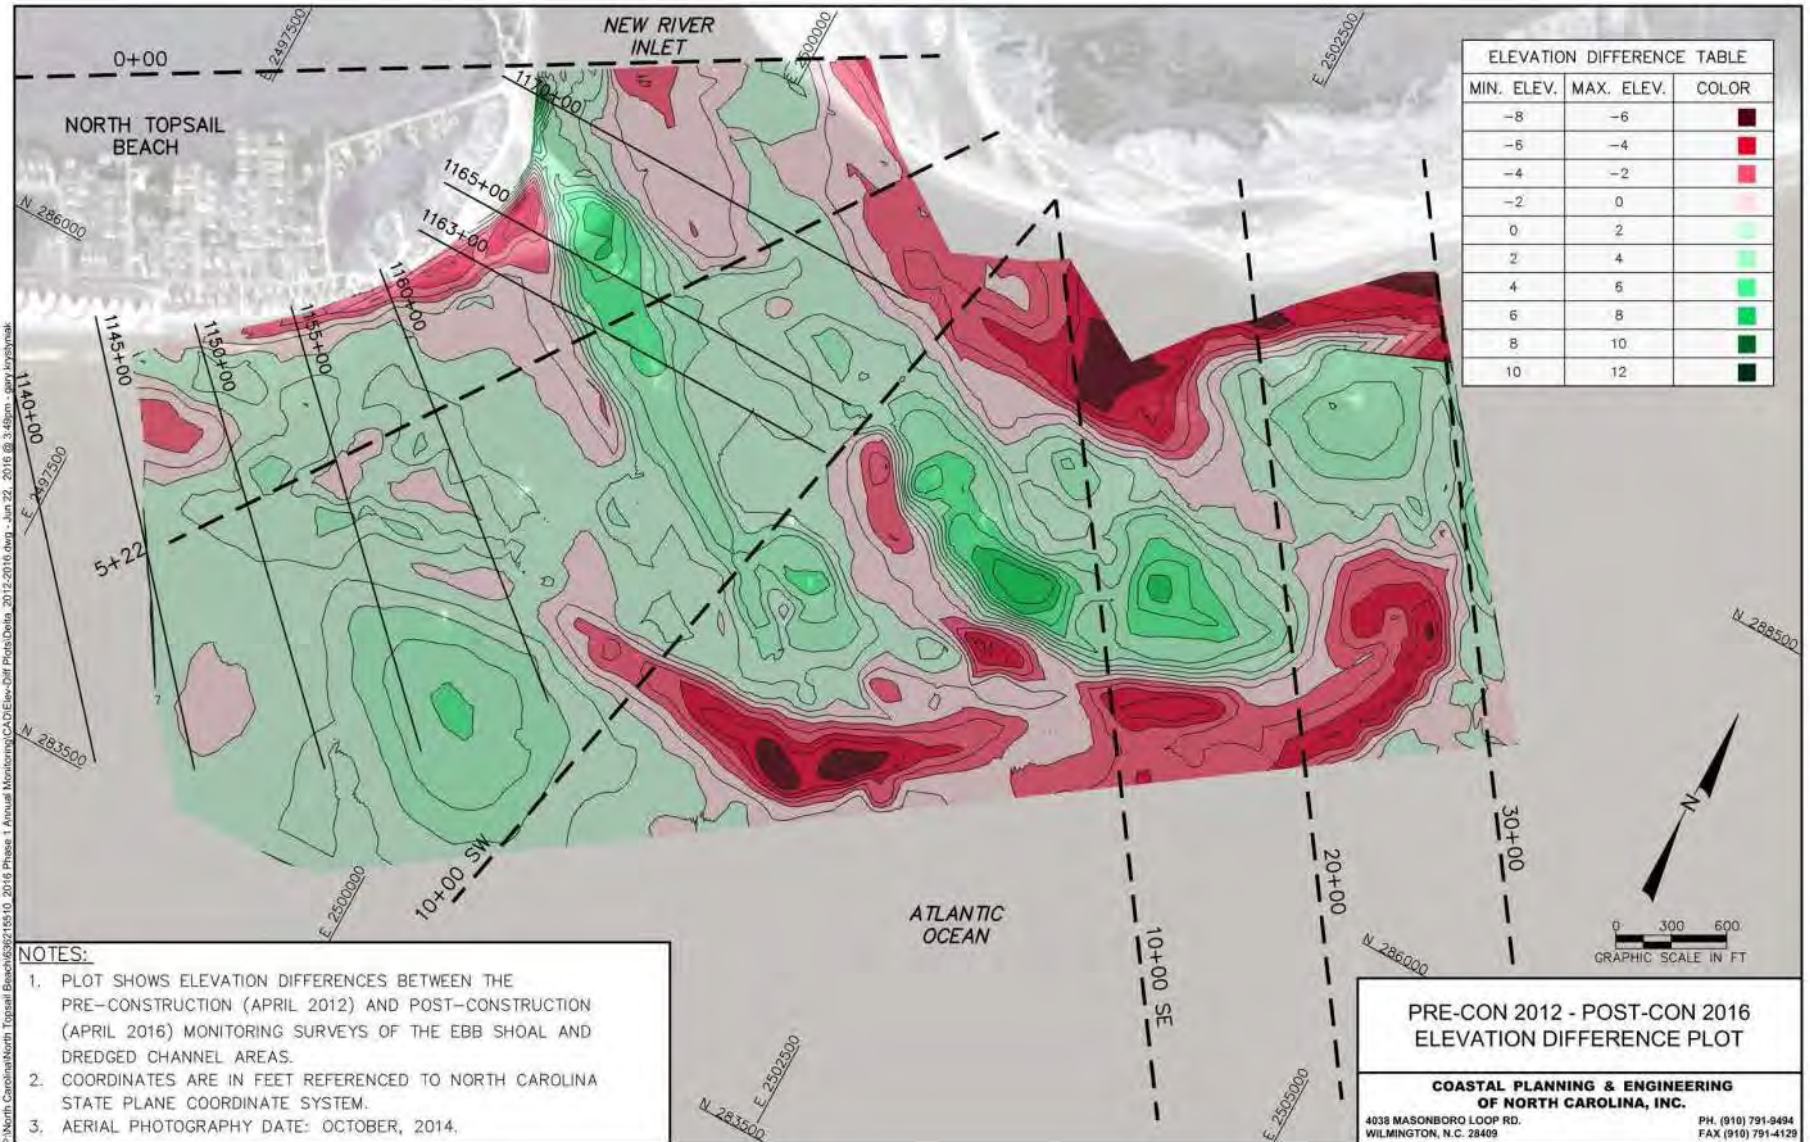 NEW RIVER
INLET
0+00
E 2497500
E 2500000
E 2502500
NORTH TOPSAIL
BEACH
1170+00
1165+00
1163+00
1160+00
1155+00
1150+00
1145+00
1140+00
N 286000
E 2497500
5+22
N 283500
E 2500000
10+00 SW
ATLANTIC
OCEAN
10+00 SE
20+00
30+00
N 288500
N 286000
E 2502500
N 283500
E 2505000
ELEVATION DIFFERENCE TABLE
MIN. ELEV. MAX. ELEV. COLOR
-8 -6
-6 -4
-4 -2
-2 0
0 2
2 4
4 6
6 8
8 10
10 12
N
0 300 600
GRAPHIC SCALE IN FT
NOTES:
1. PLOT SHOWS ELEVATION DIFFERENCES BETWEEN THE
PRE-CONSTRUCTION (APRIL 2012) AND POST-CONSTRUCTION
(APRIL 2016) MONITORING SURVEYS OF THE EBB SHOAL AND
DREDGED CHANNEL AREAS.
2. COORDINATES ARE IN FEET REFERENCED TO NORTH CAROLINA
STATE PLANE COORDINATE SYSTEM.
3. AERIAL PHOTOGRAPHY DATE: OCTOBER, 2014.
PRE-CON 2012 - POST-CON 2016
ELEVATION DIFFERENCE PLOT
COASTAL PLANNING & ENGINEERING
OF NORTH CAROLINA, INC.
4038 MASONBORO LOOP RD. PH. (910) 791-9494
WILMINGTON, N.C. 28409 FAX (910) 791-4129